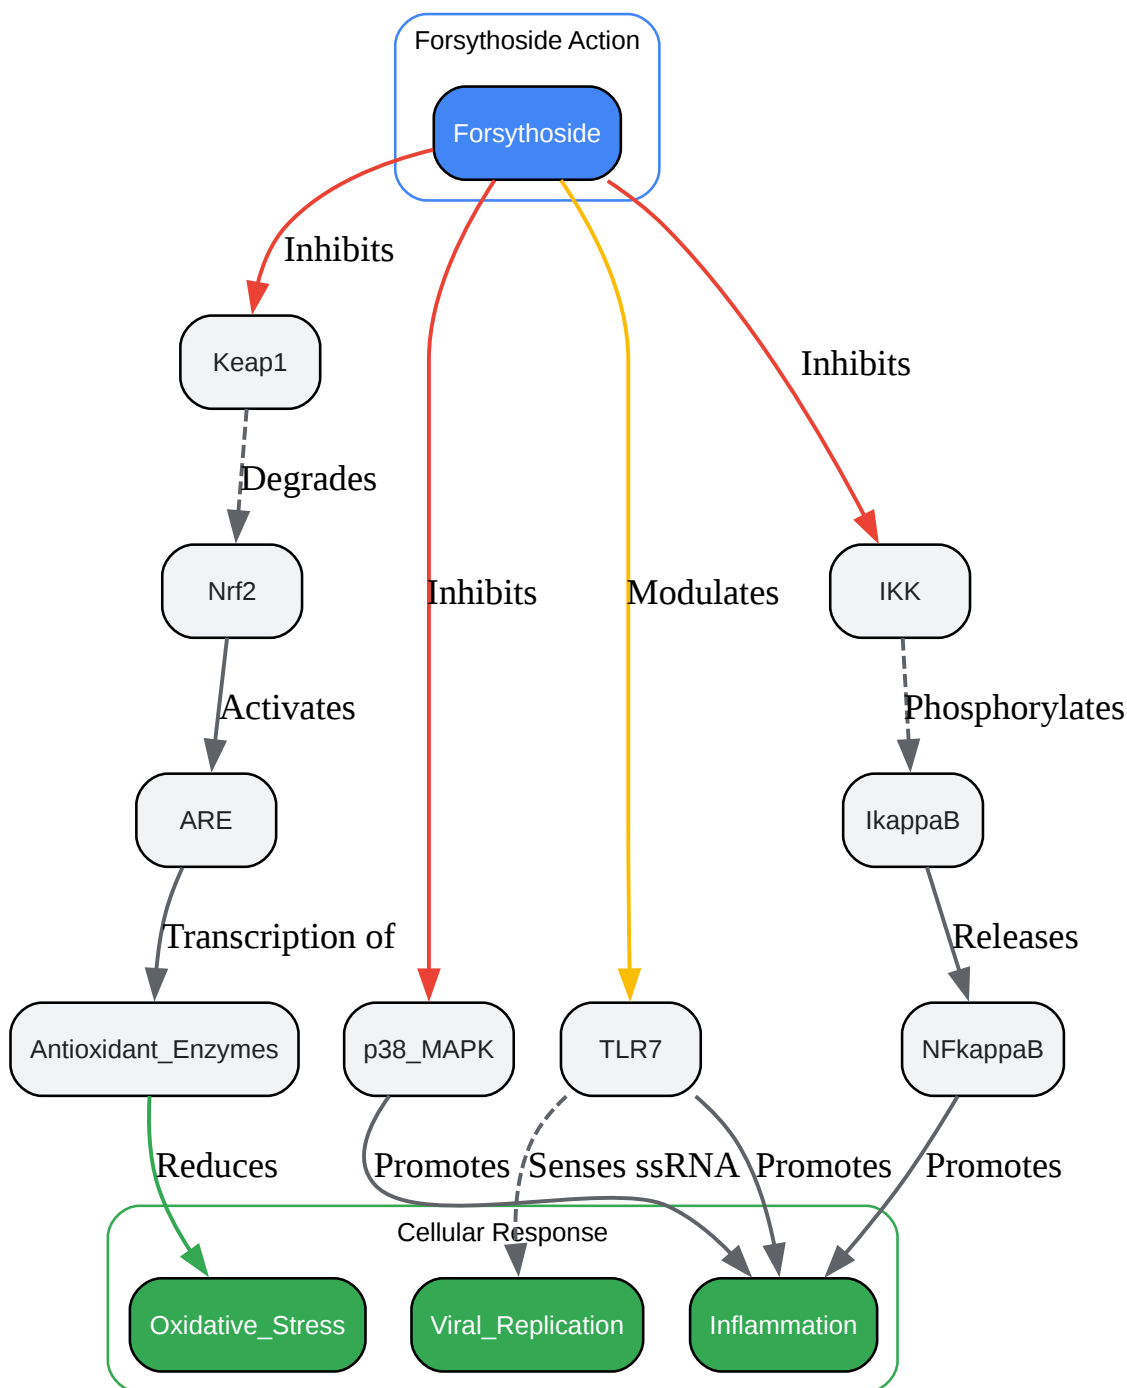 Forsythoside Action
Forsythoside
Inhibits
Keap1
Inhibits
Degrades
Nrf2
Inhibits
Modulates
IKK
Activates
Phosphorylates
ARE
IkappaB
Transcription of
Releases
Antioxidant_Enzymes
p38_MAPK
TLR7
NFkappaB
Reduces
Promotes
Senses ssRNA
Promotes
Promotes
Cellular Response
Oxidative_Stress
Viral_Replication
Inflammation